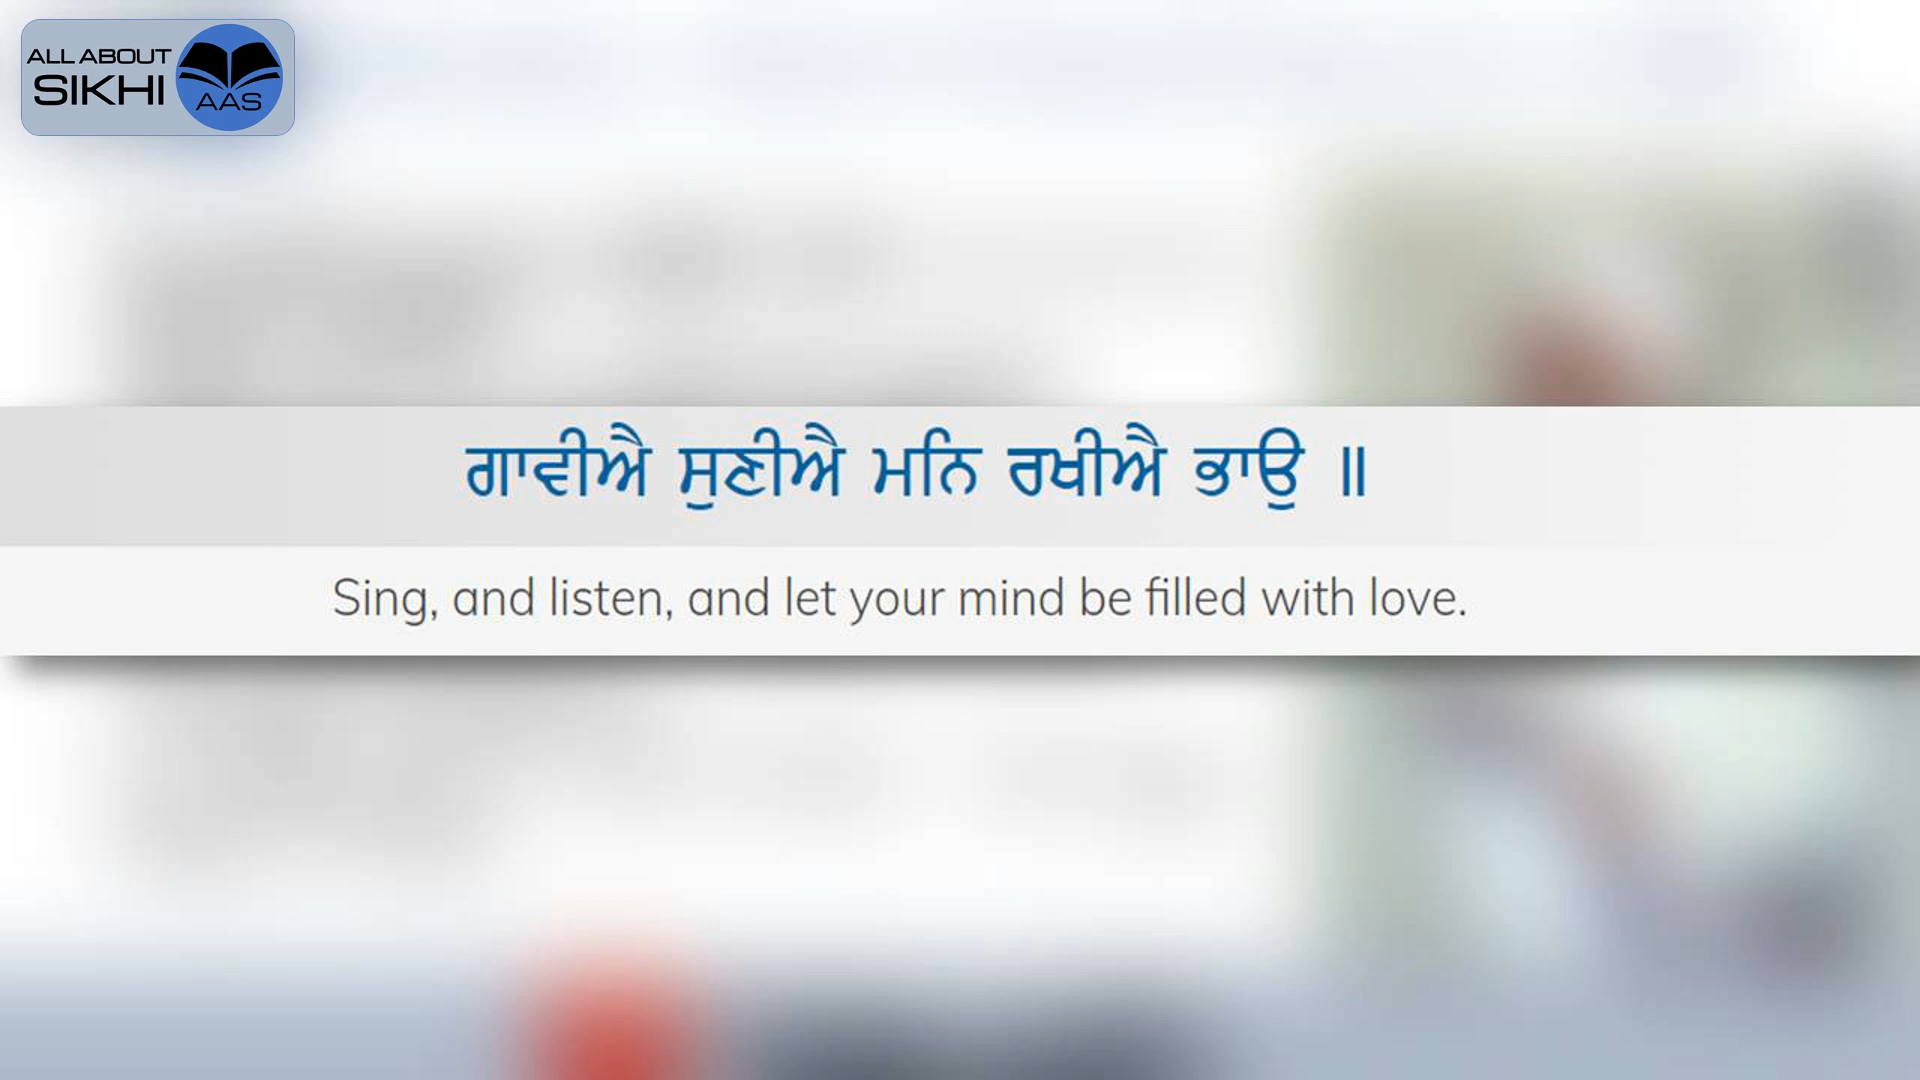 ALL ABOUT
SIKHI
AAS
ਗਾਵੀਐ ਸੁਣੀਐ ਮਨਿ ਰਖੀਐ ਭਾਉ ॥
Sing, and listen, and let your mind be filled with love.